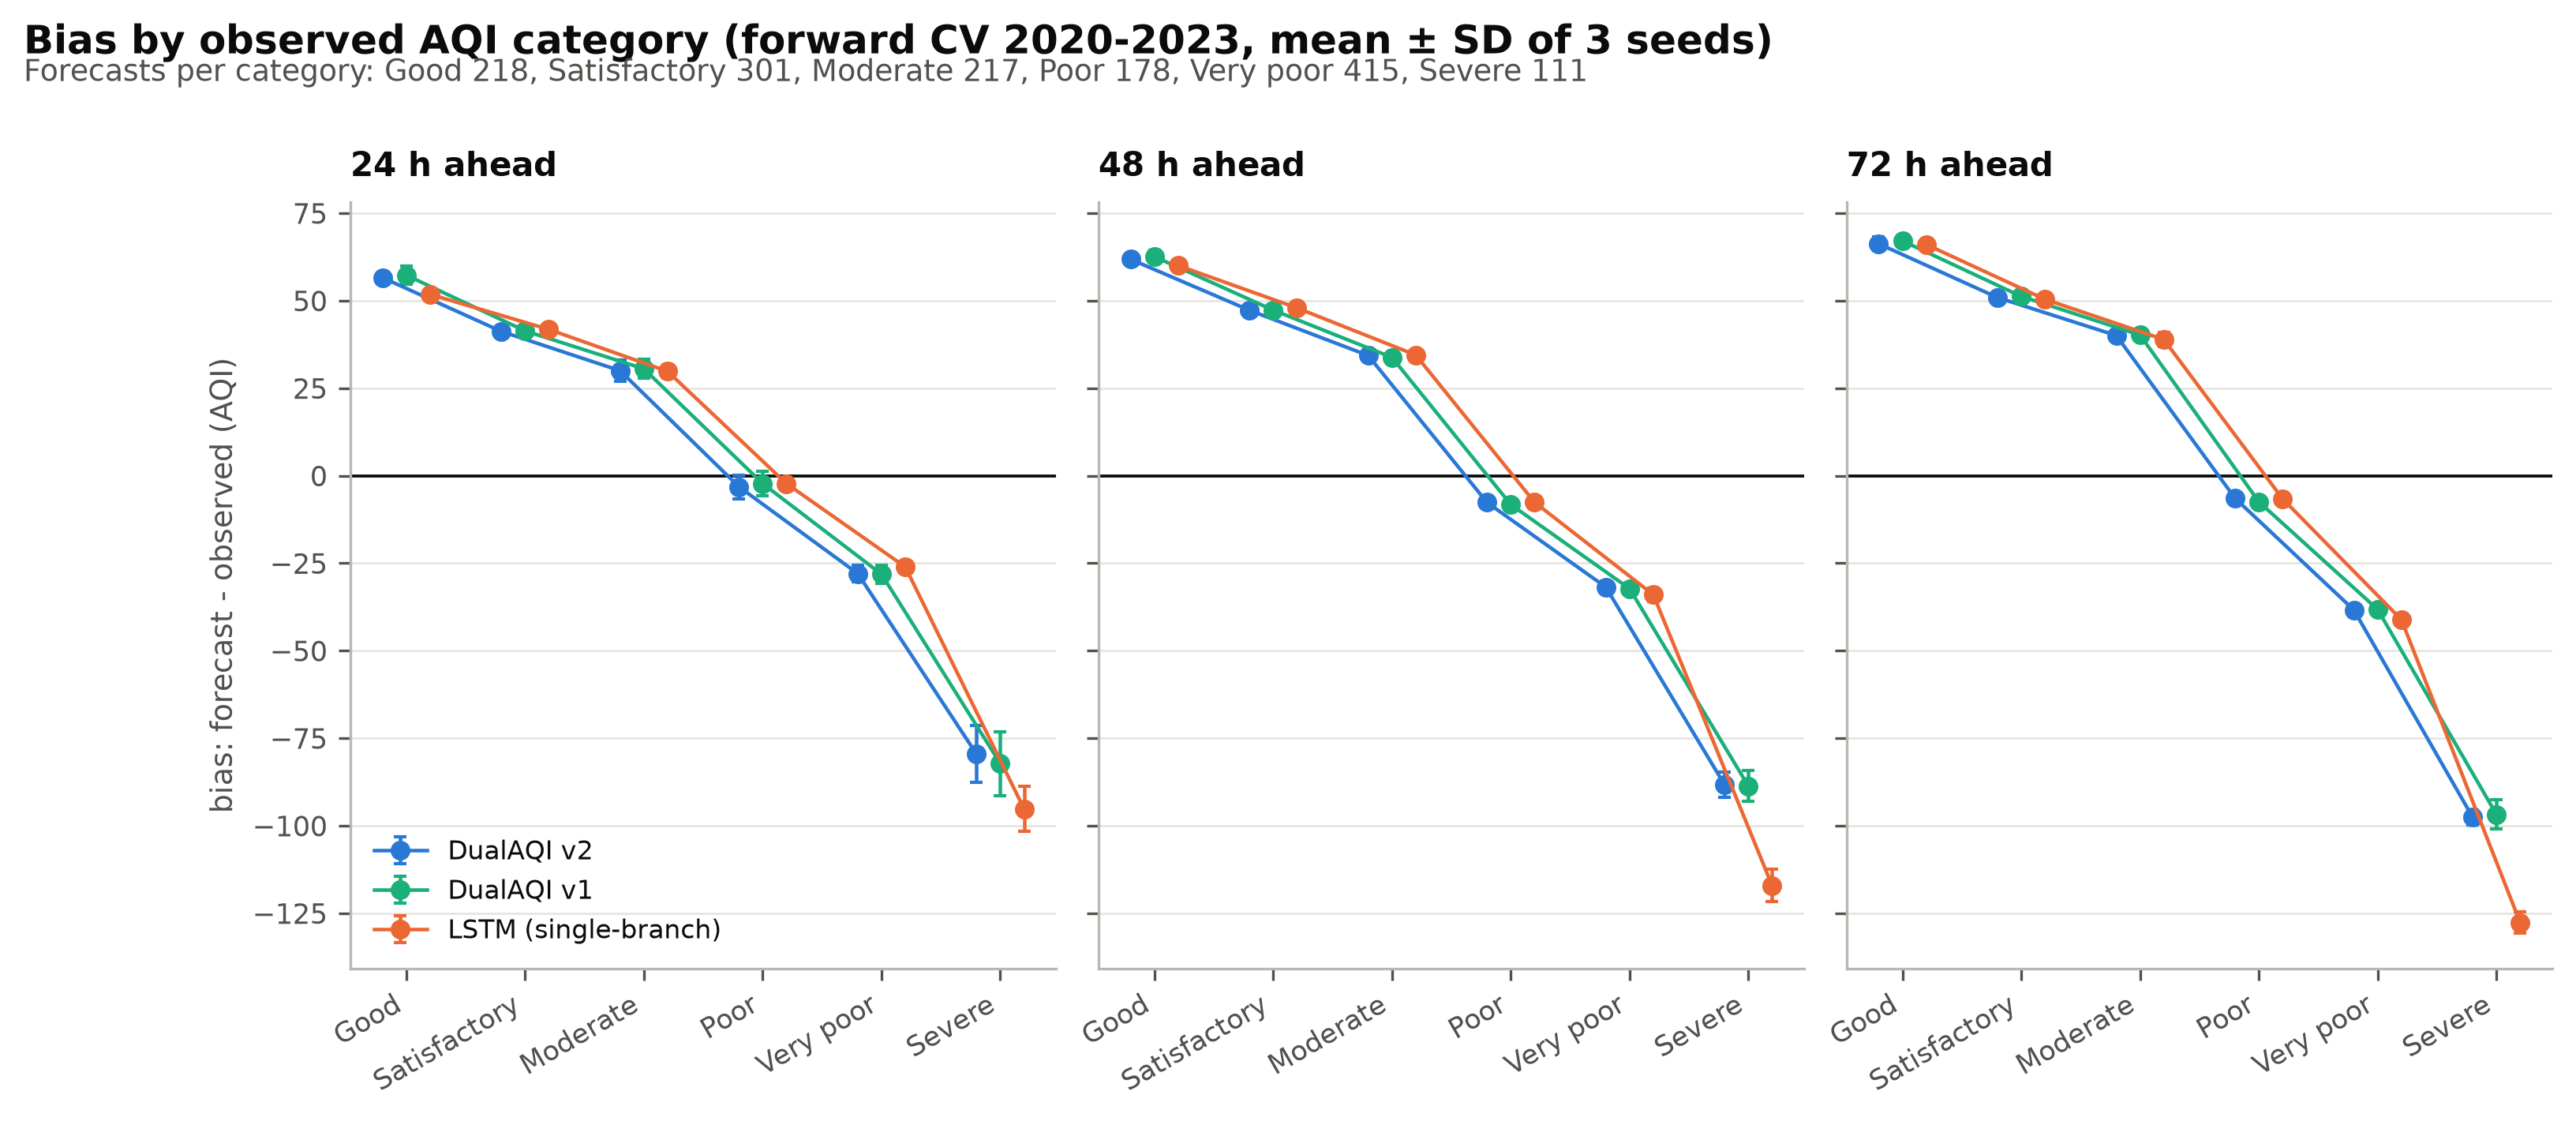 Bias by observed AQI category (forward CV 2020-2023, mean ± SD of 3 seeds)
Forecasts per category: Good 218, Satisfactory 301, Moderate 217, Poor 178, Very poor 415, Severe 111
24 h ahead
48 h ahead
72 h ahead
bias: forecast - observed (AQI)
75
50
25
0
−25
−50
−75
−100
−125
DualAQI v2
DualAQI v1
LSTM (single-branch)
Good
Satisfactory
Moderate
Poor
Very poor
Severe
Good
Satisfactory
Moderate
Poor
Very poor
Severe
Good
Satisfactory
Moderate
Poor
Very poor
Severe